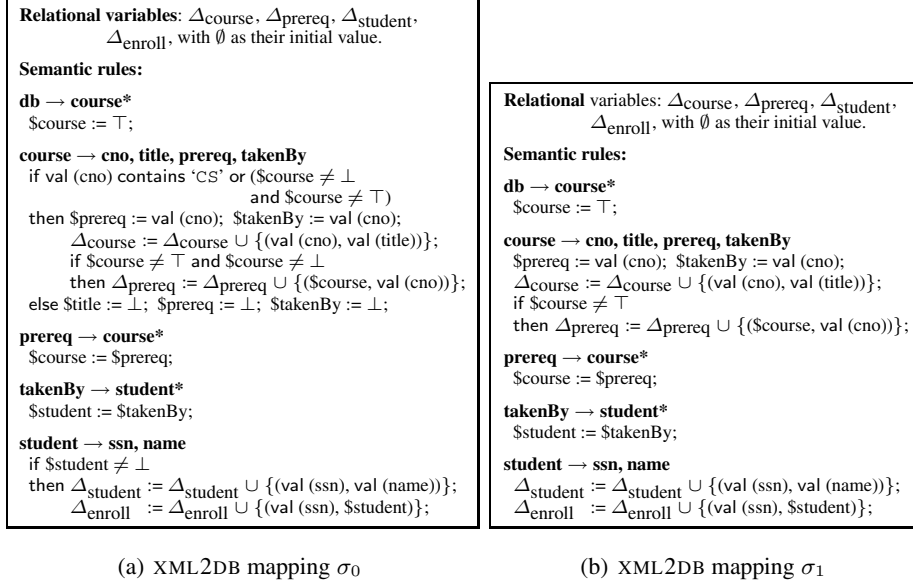 Relational variables: Δcourse, Δprereq, Δstudent,
Δenroll, with ∅ as their initial value.
Semantic rules:
db → course*
$course := ⊤;
course → cno, title, prereq, takenBy
if val (cno) contains ‘CS’ or ($course ≠ ⊥
and $course ≠ ⊤)
then $prereq := val (cno); $takenBy := val (cno);
Δcourse := Δcourse ∪ {(val (cno), val (title))};
if $course ≠ ⊤ and $course ≠ ⊥
then Δprereq := Δprereq ∪ {($course, val (cno))};
else $title := ⊥; $prereq := ⊥; $takenBy := ⊥;
prereq → course*
$course := $prereq;
takenBy → student*
$student := $takenBy;
student → ssn, name
if $student ≠ ⊥
then Δstudent := Δstudent ∪ {(val (ssn), val (name))};
Δenroll := Δenroll ∪ {(val (ssn), $student)};
(a) XML2DB mapping σ0
Relational variables: Δcourse, Δprereq, Δstudent,
Δenroll, with ∅ as their initial value.
Semantic rules:
db → course*
$course := ⊤;
course → cno, title, prereq, takenBy
$prereq := val (cno); $takenBy := val (cno);
Δcourse := Δcourse ∪ {(val (cno), val (title))};
if $course ≠ ⊤
then Δprereq := Δprereq ∪ {($course, val (cno))};
prereq → course*
$course := $prereq;
takenBy → student*
$student := $takenBy;
student → ssn, name
Δstudent := Δstudent ∪ {(val (ssn), val (name))};
Δenroll := Δenroll ∪ {(val (ssn), $student)};
(b) XML2DB mapping σ1